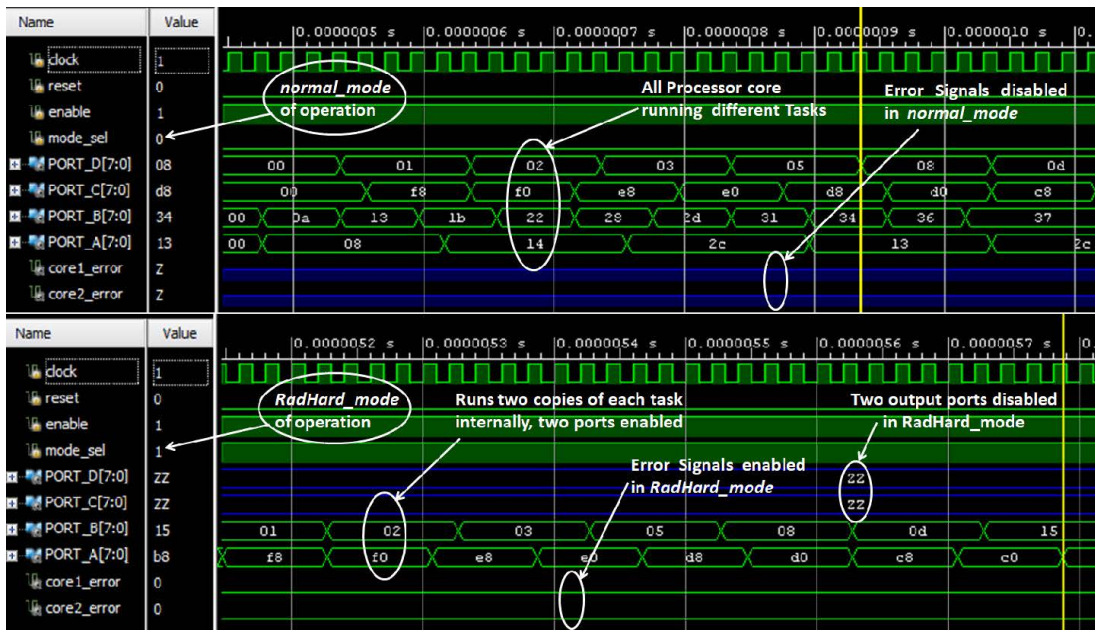 Name Value
0.0000005 s 0.0000006 s 0.0000007 s 0.0000008 s 0.0000009 s 0.0000010 s 0.
clock 1
reset 0
enable 1
mode_sel 0
normal_mode
of operation
All Processor core
running different Tasks
Error Signals disabled
in normal_mode
PORT_D[7:0] 08 00 01 02 03 05 08 0d
PORT_C[7:0] d8 00 f8 f0 e8 e0 d8 d0 c8
PORT_B[7:0] 34 00 0a 13 1b 22 28 2d 31 34 36 37
PORT_A[7:0] 13 00 08 14 2c 13 2c
core1_error Z
core2_error Z
Name Value
0.0000052 s 0.0000053 s 0.0000054 s 0.0000055 s 0.0000056 s 0.0000057 s 0.
clock 1
reset 0
enable 1
mode_sel 1
RadHard_mode
of operation
Runs two copies of each task
internally, two ports enabled
Two output ports disabled
in RadHard_mode
Error Signals enabled
in RadHard_mode
PORT_D[7:0] ZZ ZZ
PORT_C[7:0] ZZ ZZ
PORT_B[7:0] 15 01 02 03 05 08 0d 15
PORT_A[7:0] b8 f8 f0 e8 e0 d8 d0 c8 c0
core1_error 0
core2_error 0